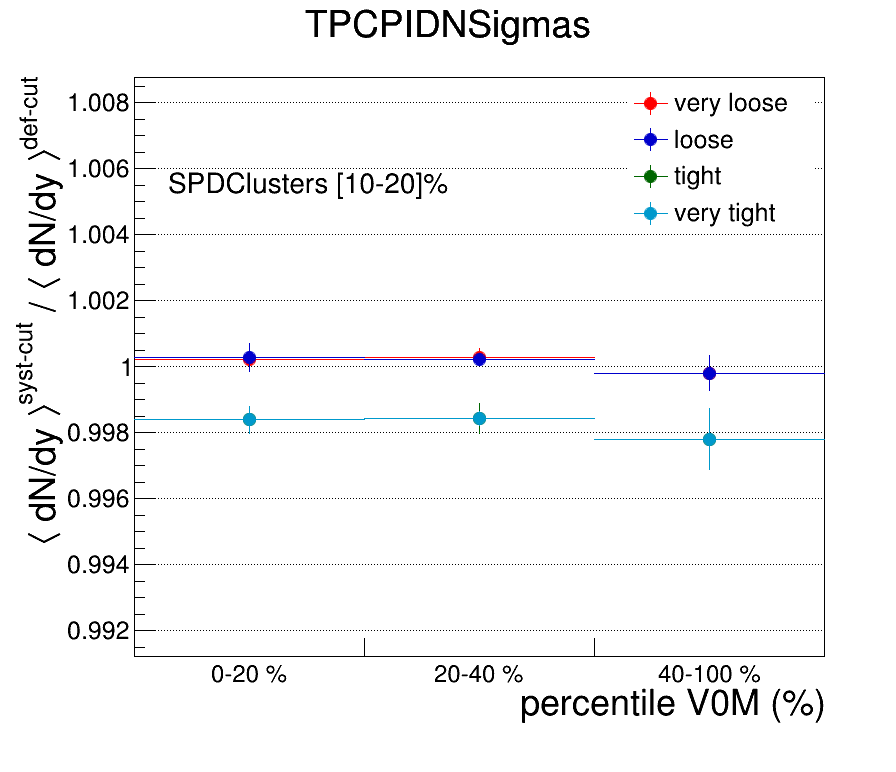 TPCPIDNSigmas
⟨ dN/dy ⟩^syst-cut / ⟨ dN/dy ⟩^def-cut
1.008
1.006
1.004
1.002
1
0.998
0.996
0.994
0.992
SPDClusters [10-20]%
very loose
loose
tight
very tight
0-20 %
20-40 %
40-100 %
percentile V0M (%)